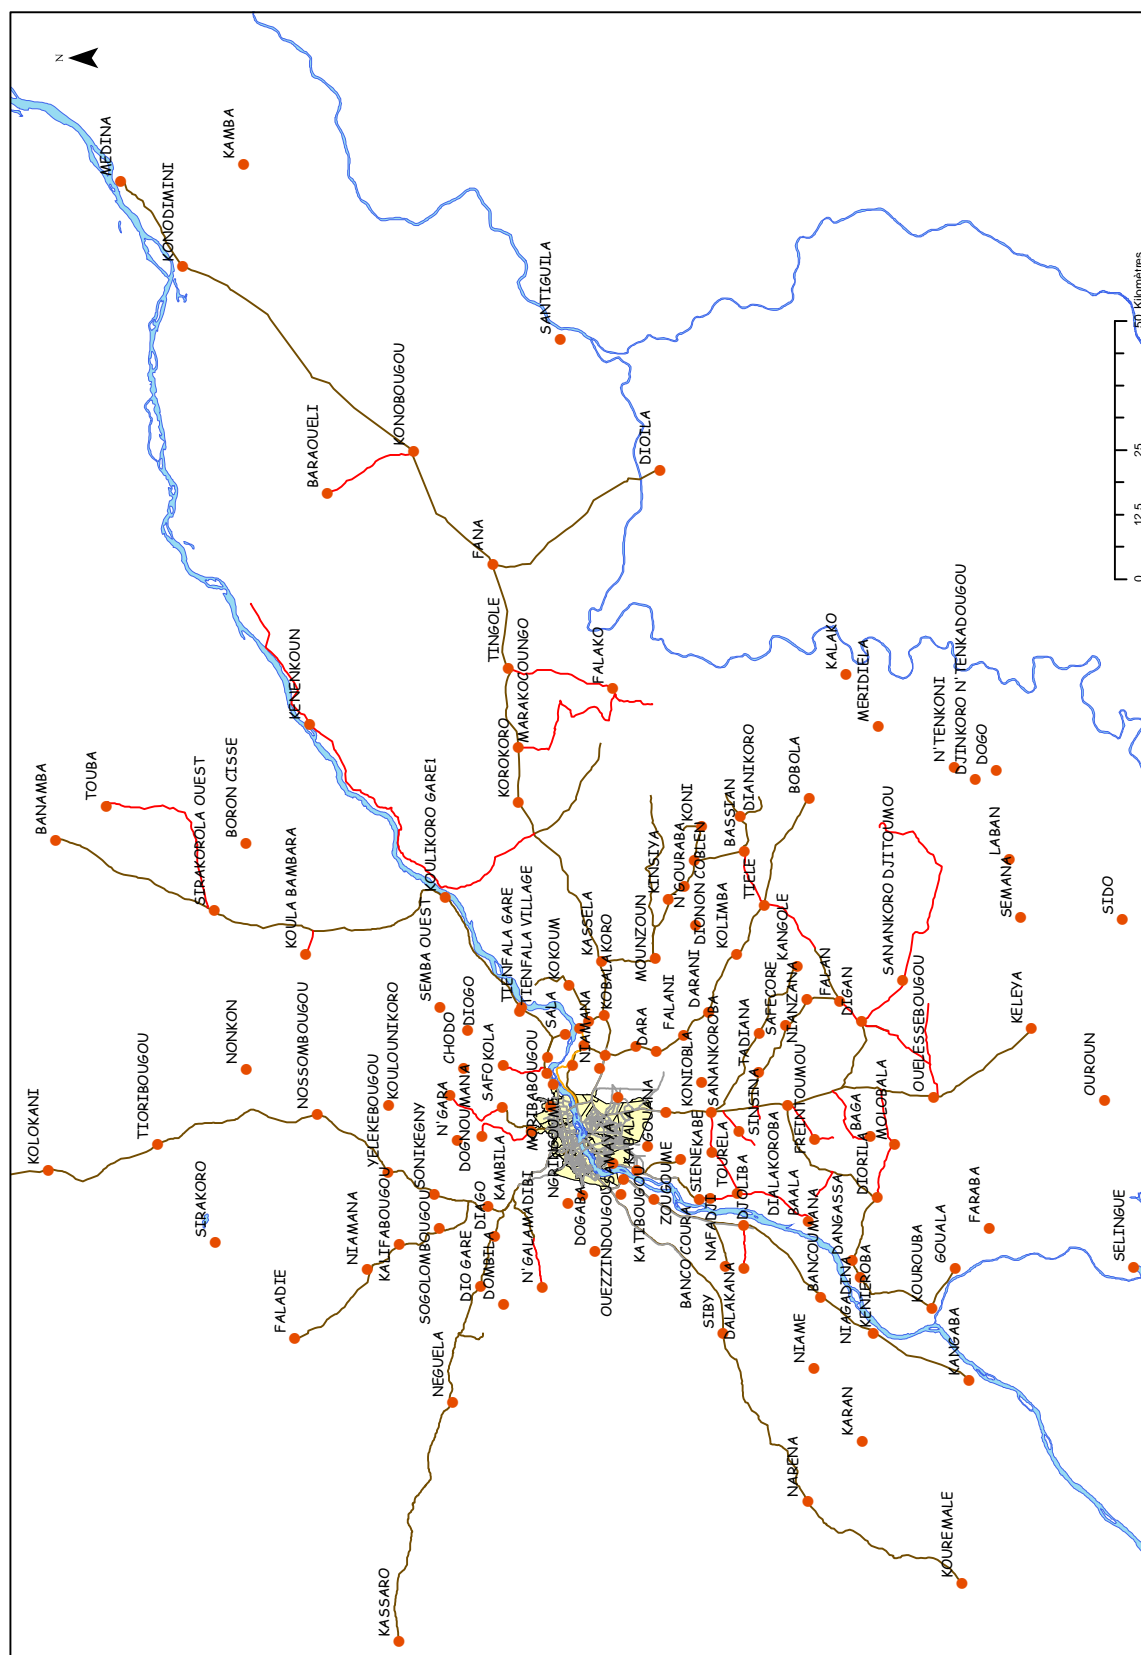 N
MEDINA
KAMBA
KONODIMINI
SANTIGUILA
BARAOUELI
KONOBOUGOU
DIOILA
FANA
TINGOLE
MARAKOCOUNGO
FALAKO
KOROKORO
KENENKOUN
KALAKO
MERIDIELA
N'TENKONI
DJINKORO N'TENKADOUGOU
DOGO
BANAMBA
TOUBA
SIRAKOROLA OUEST
BORON CISSE
KOULA BAMBARA
KOULIKORO GARE1
BOBOLA
DIANIKORO
BASSIAN
KONI
N'GOURABA
KINSIYA
DIONON COBLEN
TIELE
LABAN
SEMANA
SIDO
SANANKORO DJITOUMOU
SEMBA OUEST
TIENFALA GARE
TIENFALA VILLAGE
KOKOUM
KASSELA
KOBALAKORO
MOUNZOUN
KOLIMBA
KANGOLE
DARANI
FALANI
DARA
SALA
NIAMANA
DIOGO
CHODO
SAFECORE
NIANZANA
FALAN
DIGAN
OUELESSEBOUGOU
KELEYA
OUROUN
NONKON
NOSSOMBOUGOU
KOULOUNIKORO
TIORIBOUGOU
KOLOKANI
SIRAKORO
YELEKEBOUGOU
SONIKEGNY
N'GARA
DOGNOUMANA
SAFOKOLA
MORIBABOUGOU
KAMBILA
NGRINGOUME
SAMAYA
KABALA
GOUANA
KONIOBLA
SANANKOROBA
TADIANA
SINSINA
FREINTOUMOU
BAGA
MOLOBALA
DIORILA
TOURELA
SIENEKABE
ZOUGOUME
DIALAKOROBA
BAALA
DJOLIBA
NAFADJI
DANGASSA
BANCOUMANA
BANCO COURA
KATIBOUGOU
DOGABA
OUEZZINDOUGOU
N'GALAMADIBI
DIAGO
DOMBILA
DIO GARE
SOGOLOMBOUGOU
KALIFABOUGOU
NIAMANA
FALADIE
NEGUELA
KASSARO
SIBY
DALAKANA
NIAME
KARAN
NARENA
KOUREMALE
NIAGADINA
KENIEROBA
KOUROUBA
GOUALA
FARABA
SELINGUE
KANGABA
0
12,5
25
50 Kilomètres